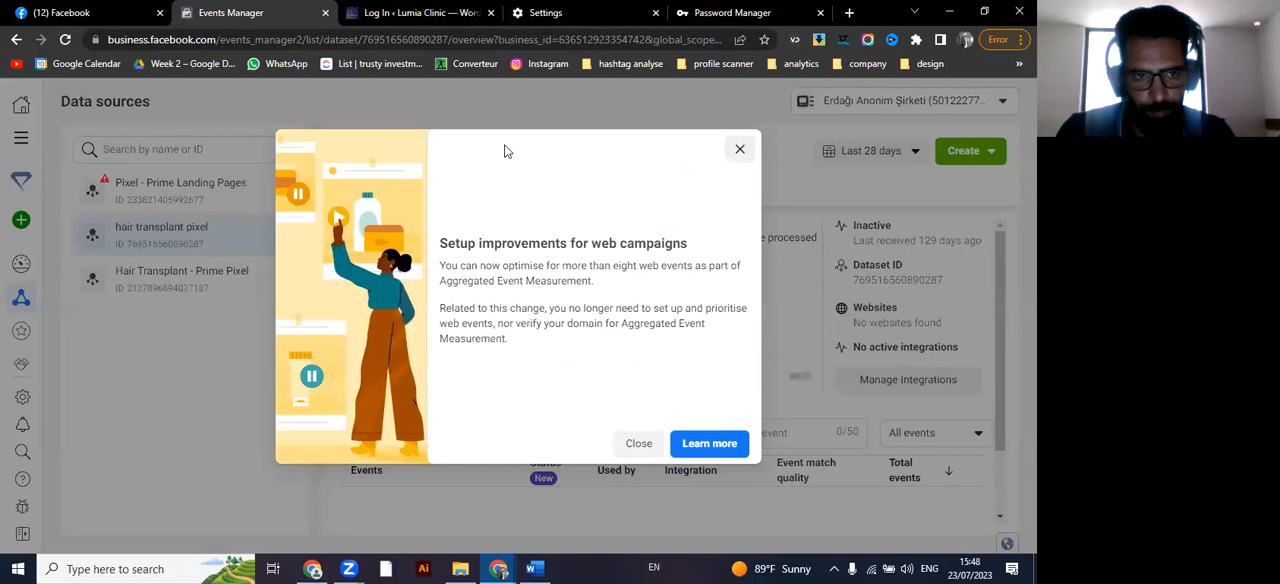 (12) Facebook
Events Manager
Log In ‹ Lumia Clinic — Wor
Settings
Password Manager
business.facebook.com/events_manager2/list/dataset/769516560890287/overview?business_id=636512923354742&global_scope...
Error
Google Calendar
Week 2 – Google D...
WhatsApp
List | trusty investm...
Converteur
Instagram
hashtag analyse
profile scanner
analytics
company
design
»
Data sources
Erdağı Anonim Şirketi (50122277...
Search by name or ID
Last 28 days
Create
Pixel - Prime Landing Pages
ID 233821405992677
hair transplant pixel
ID 769516560890287
Hair Transplant - Prime Pixel
ID 2127896894027187
Setup improvements for web campaigns
You can now optimise for more than eight web events as part of
Aggregated Event Measurement.
Related to this change, you no longer need to set up and prioritise
web events, nor verify your domain for Aggregated Event
Measurement.
Close
Learn more
e processed
Inactive
Last received 129 days ago
Dataset ID
769516560890287
Websites
No websites found
No active integrations
Manage Integrations
event
0/50
All events
Events
Status
New
Used by
Integration
Event match
quality
Total
events
Type here to search
EN
89°F Sunny
ENG
15:48
23/07/2023